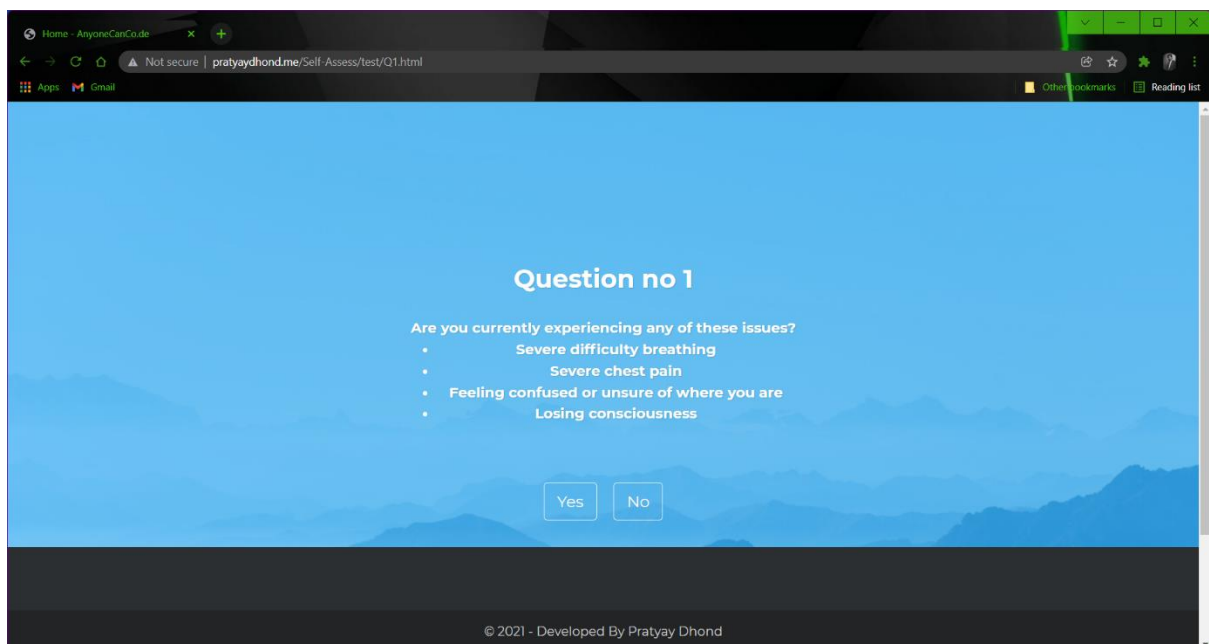 Home - AnyoneCanCo.de
Not secure | pratyaydhond.me/Self-Assess/test/Q1.html
Apps Gmail Other bookmarks Reading list
Question no 1
Are you currently experiencing any of these issues?
• Severe difficulty breathing
• Severe chest pain
• Feeling confused or unsure of where you are
• Losing consciousness
Yes No
© 2021 - Developed By Pratyay Dhond